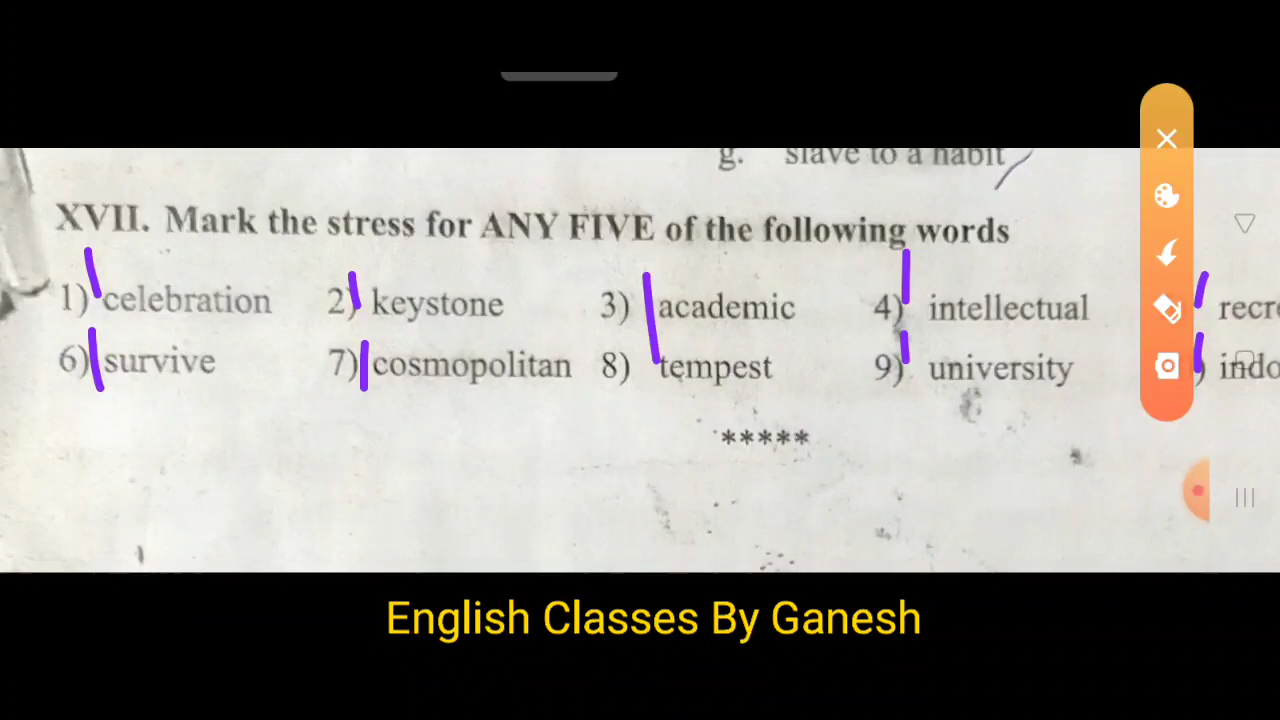 g. slave to a habit
XVII. Mark the stress for ANY FIVE of the following words
1) celebration 2) keystone 3) academic 4) intellectual
6) survive 7) cosmopolitan 8) tempest 9) university
*****
English Classes By Ganesh